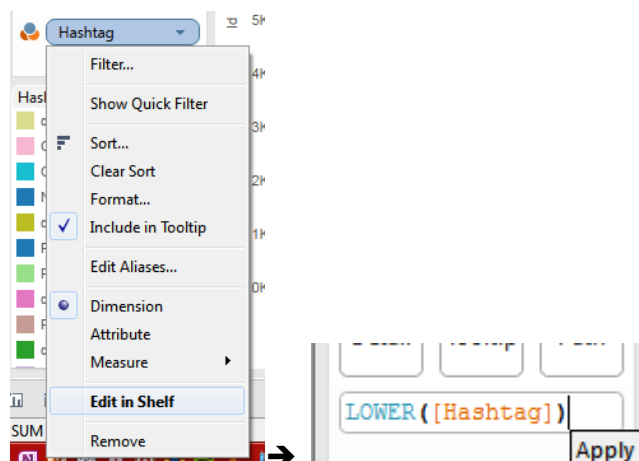 Hashtag
5K
Filter...
4K
Show Quick Filter
3K
Sort...
Clear Sort
2K
Format...
Include in Tooltip
1K
Edit Aliases...
0K
Dimension
Attribute
Measure
Edit in Shelf
SUM
Remove
➔
LOWER([Hashtag])
Apply